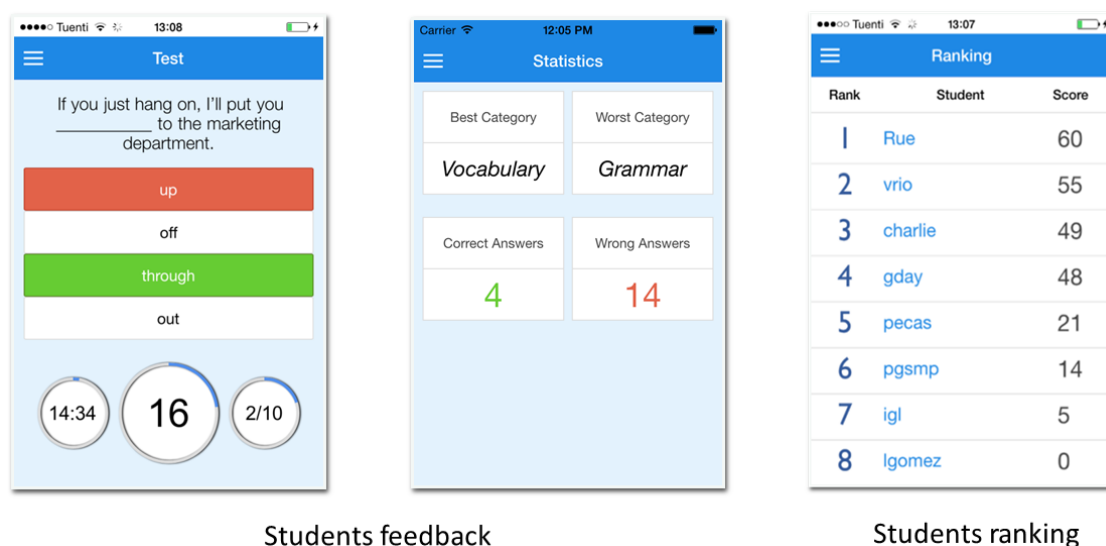 Tuenti 13:08
Test
If you just hang on, I'll put you
____________ to the marketing
department.
up
off
through
out
14:34 16 2/10
Carrier 12:05 PM
Statistics
Best Category Worst Category
Vocabulary Grammar
Correct Answers Wrong Answers
4 14
Tuenti 13:07
Ranking
Rank Student Score
1 Rue 60
2 vrio 55
3 charlie 49
4 gday 48
5 pecas 21
6 pgsmp 14
7 igl 5
8 lgomez 0
Students feedback
Students ranking